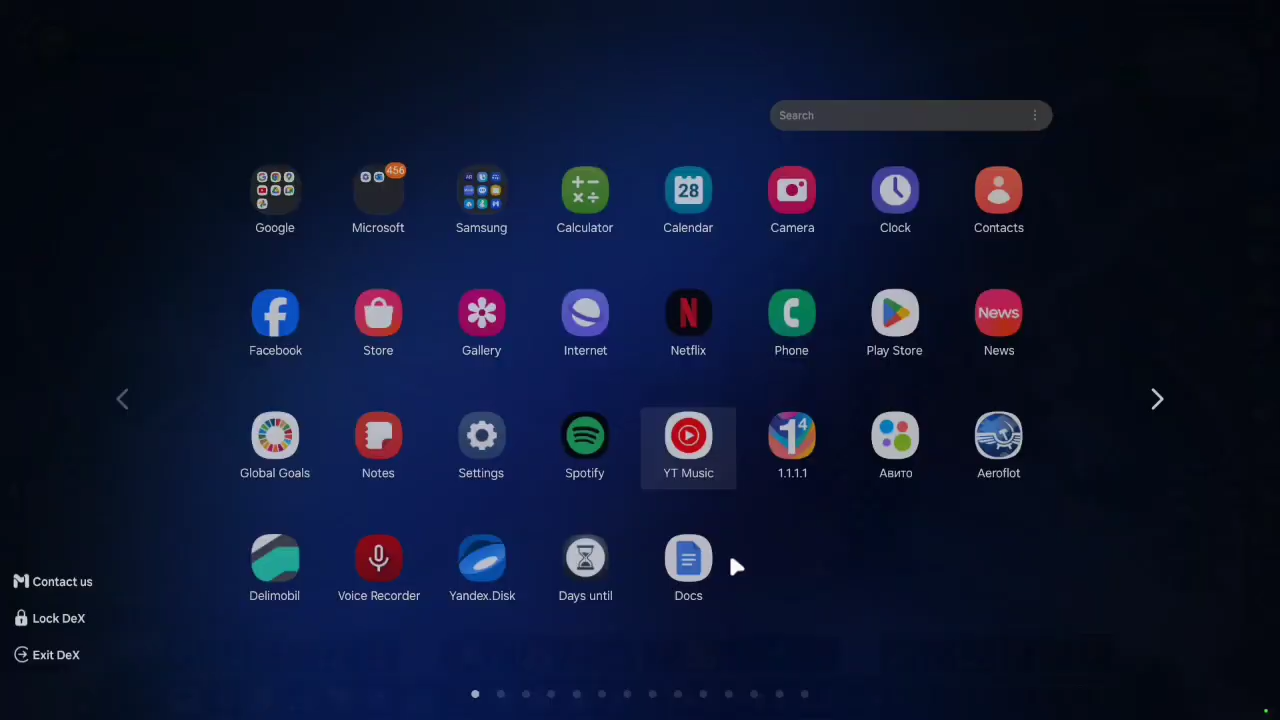 Search
456
Google
Microsoft
Samsung
Calculator
28
Calendar
Camera
Clock
Contacts
Facebook
Store
Gallery
Internet
N
Netflix
Phone
Play Store
News
News
Global Goals
Notes
Settings
Spotify
YT Music
1⁴
1.1.1.1
Авито
Aeroflot
Delimobil
Voice Recorder
Yandex.Disk
Days until
Docs
Contact us
Lock DeX
Exit DeX